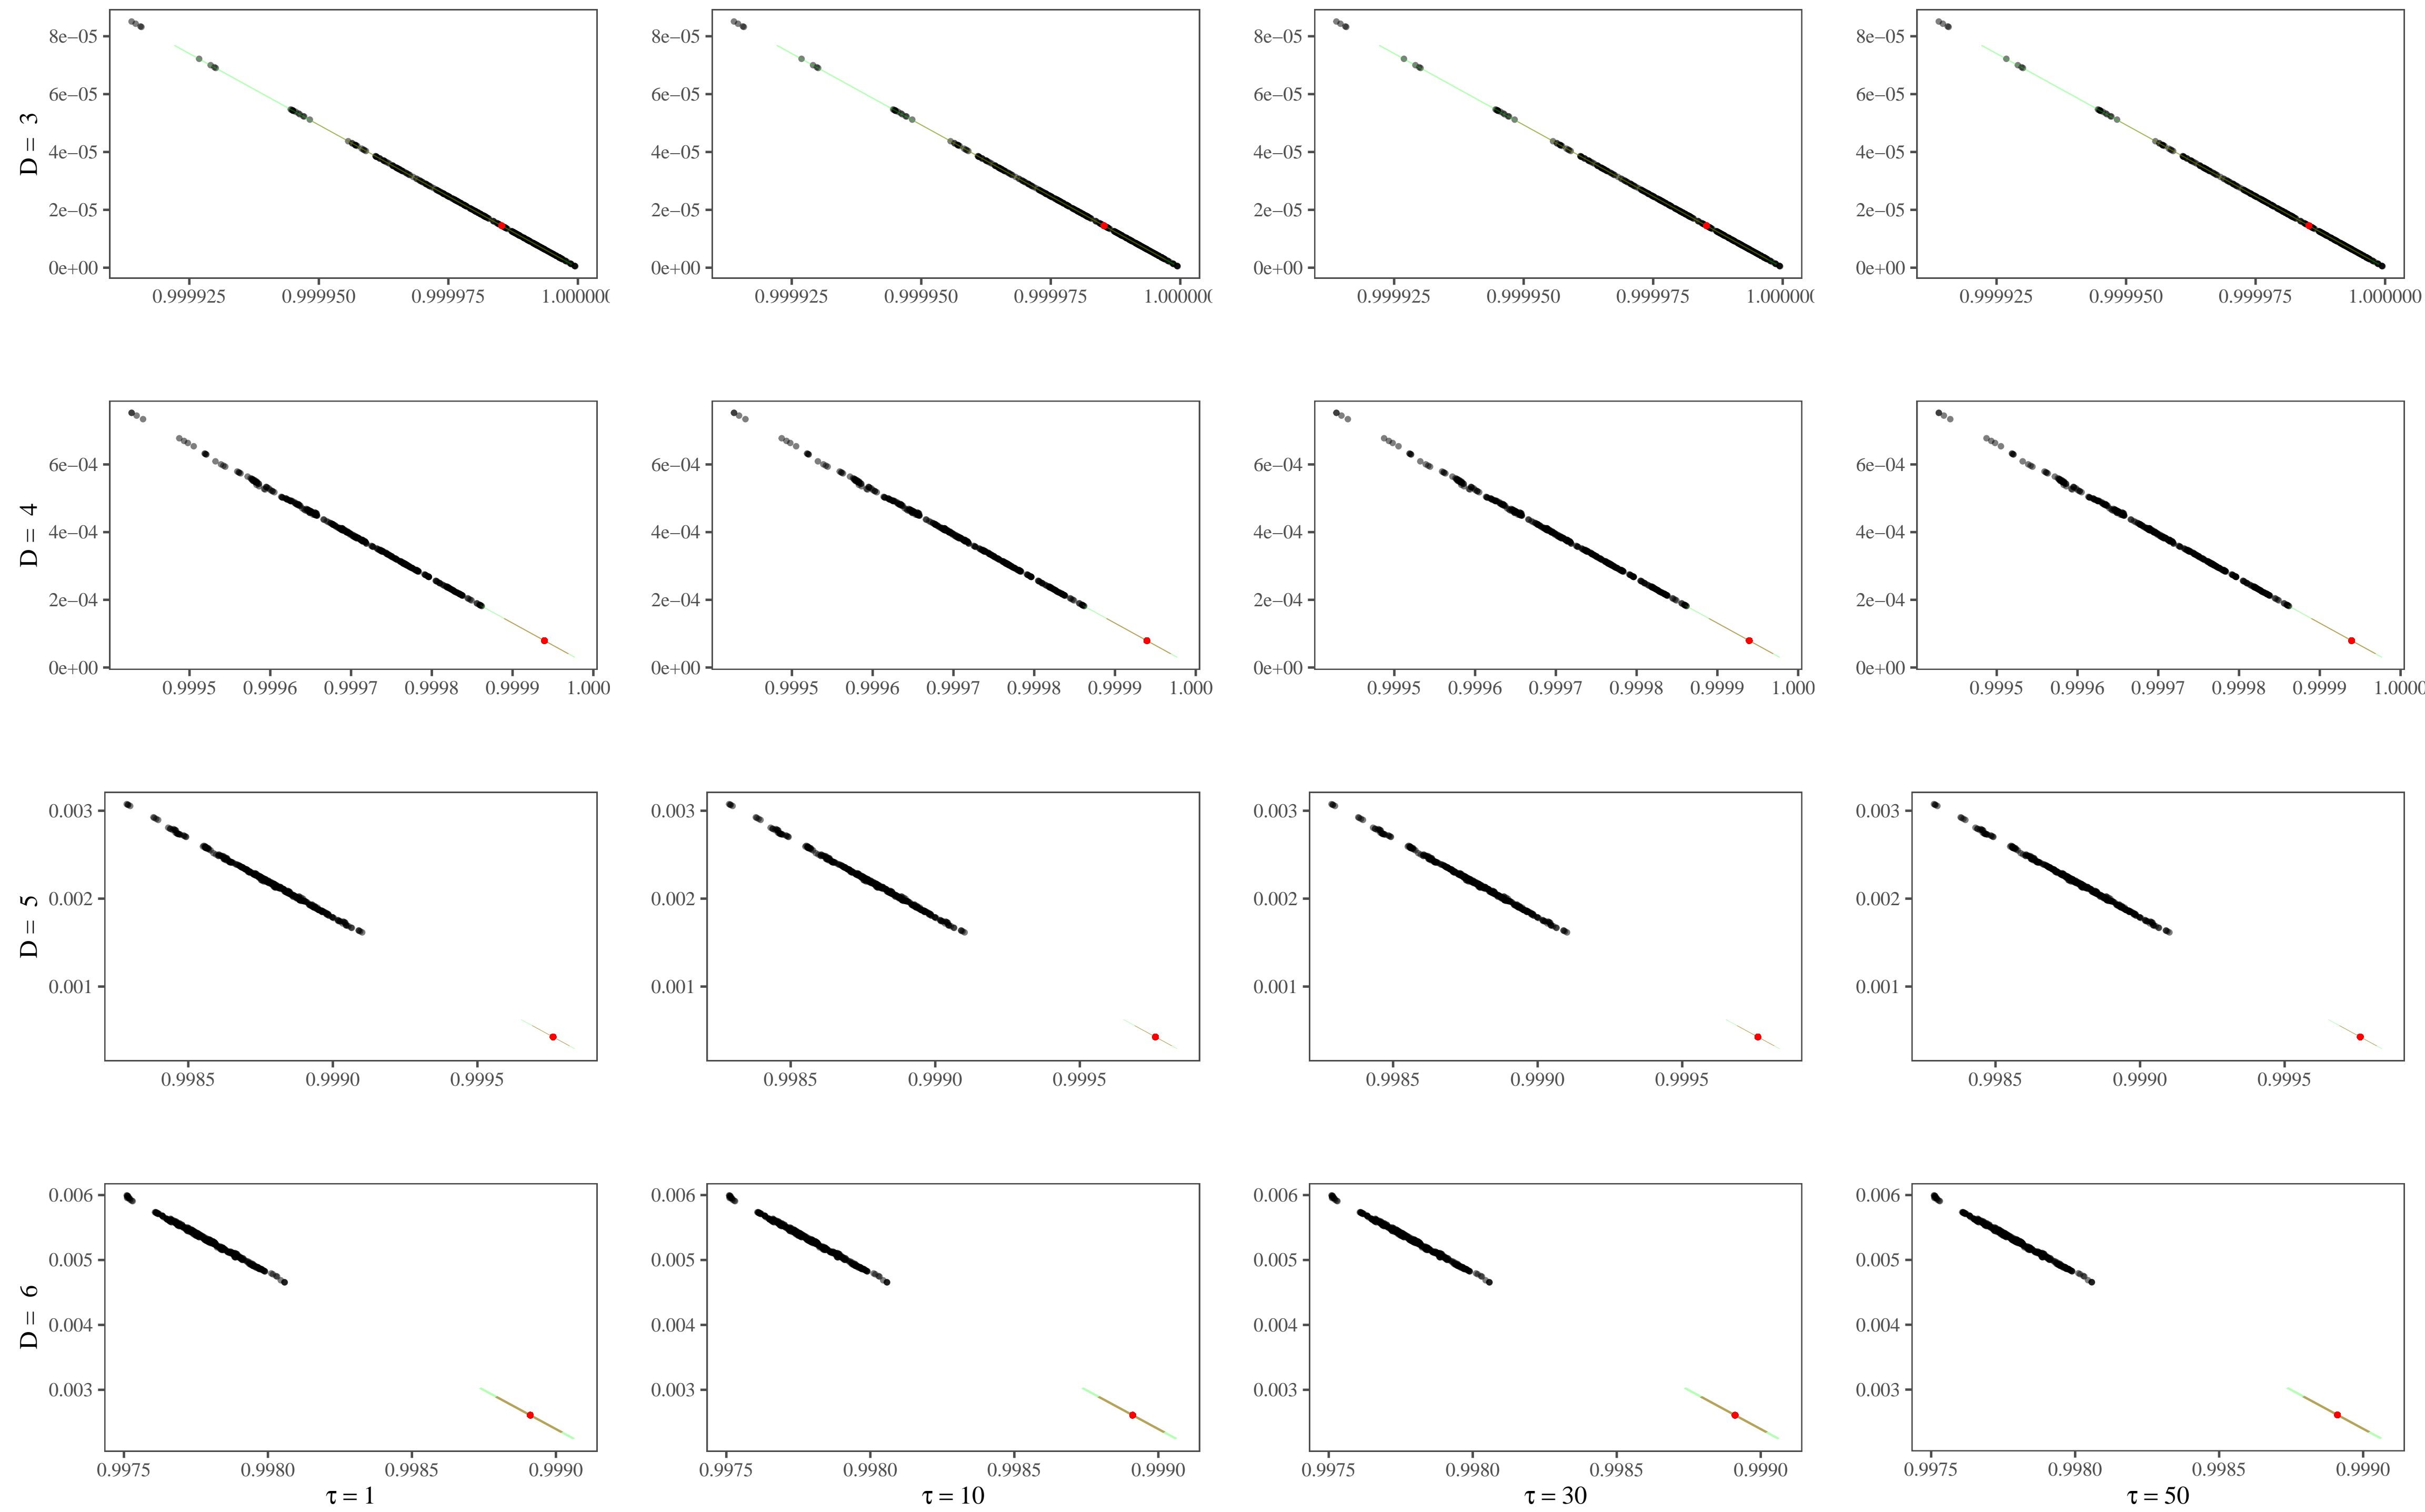 8e−05 8e−05 8e−05 8e−05
6e−05 6e−05 6e−05 6e−05
D = 3
4e−05 4e−05 4e−05 4e−05
2e−05 2e−05 2e−05 2e−05
0e+00 0e+00 0e+00 0e+00
0.999925 0.999950 0.999975 1.000000 0.999925 0.999950 0.999975 1.000000 0.999925 0.999950 0.999975 1.000000 0.999925 0.999950 0.999975 1.000000
6e−04 6e−04 6e−04 6e−04
D = 4
4e−04 4e−04 4e−04 4e−04
2e−04 2e−04 2e−04 2e−04
0e+00 0e+00 0e+00 0e+00
0.9995 0.9996 0.9997 0.9998 0.9999 1.000 0.9995 0.9996 0.9997 0.9998 0.9999 1.000 0.9995 0.9996 0.9997 0.9998 0.9999 1.000 0.9995 0.9996 0.9997 0.9998 0.9999 1.0000
0.003 0.003 0.003 0.003
D = 5
0.002 0.002 0.002 0.002
0.001 0.001 0.001 0.001
0.9985 0.9990 0.9995 0.9985 0.9990 0.9995 0.9985 0.9990 0.9995 0.9985 0.9990 0.9995
0.006 0.006 0.006 0.006
0.005 0.005 0.005 0.005
D = 6
0.004 0.004 0.004 0.004
0.003 0.003 0.003 0.003
0.9975 0.9980 0.9985 0.9990 0.9975 0.9980 0.9985 0.9990 0.9975 0.9980 0.9985 0.9990 0.9975 0.9980 0.9985 0.9990
τ = 1 τ = 10 τ = 30 τ = 50